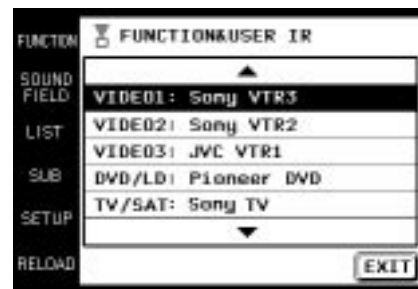 FUNCTION
SOUND
FIELD
LIST
SUB
SETUP
RELOAD
FUNCTION&USER IR
VIDEO1: Sony VTR3
VIDEO2: Sony VTR2
VIDEO3: JVC VTR1
DVD/LD: Pioneer DVD
TV/SAT: Sony TV
EXIT